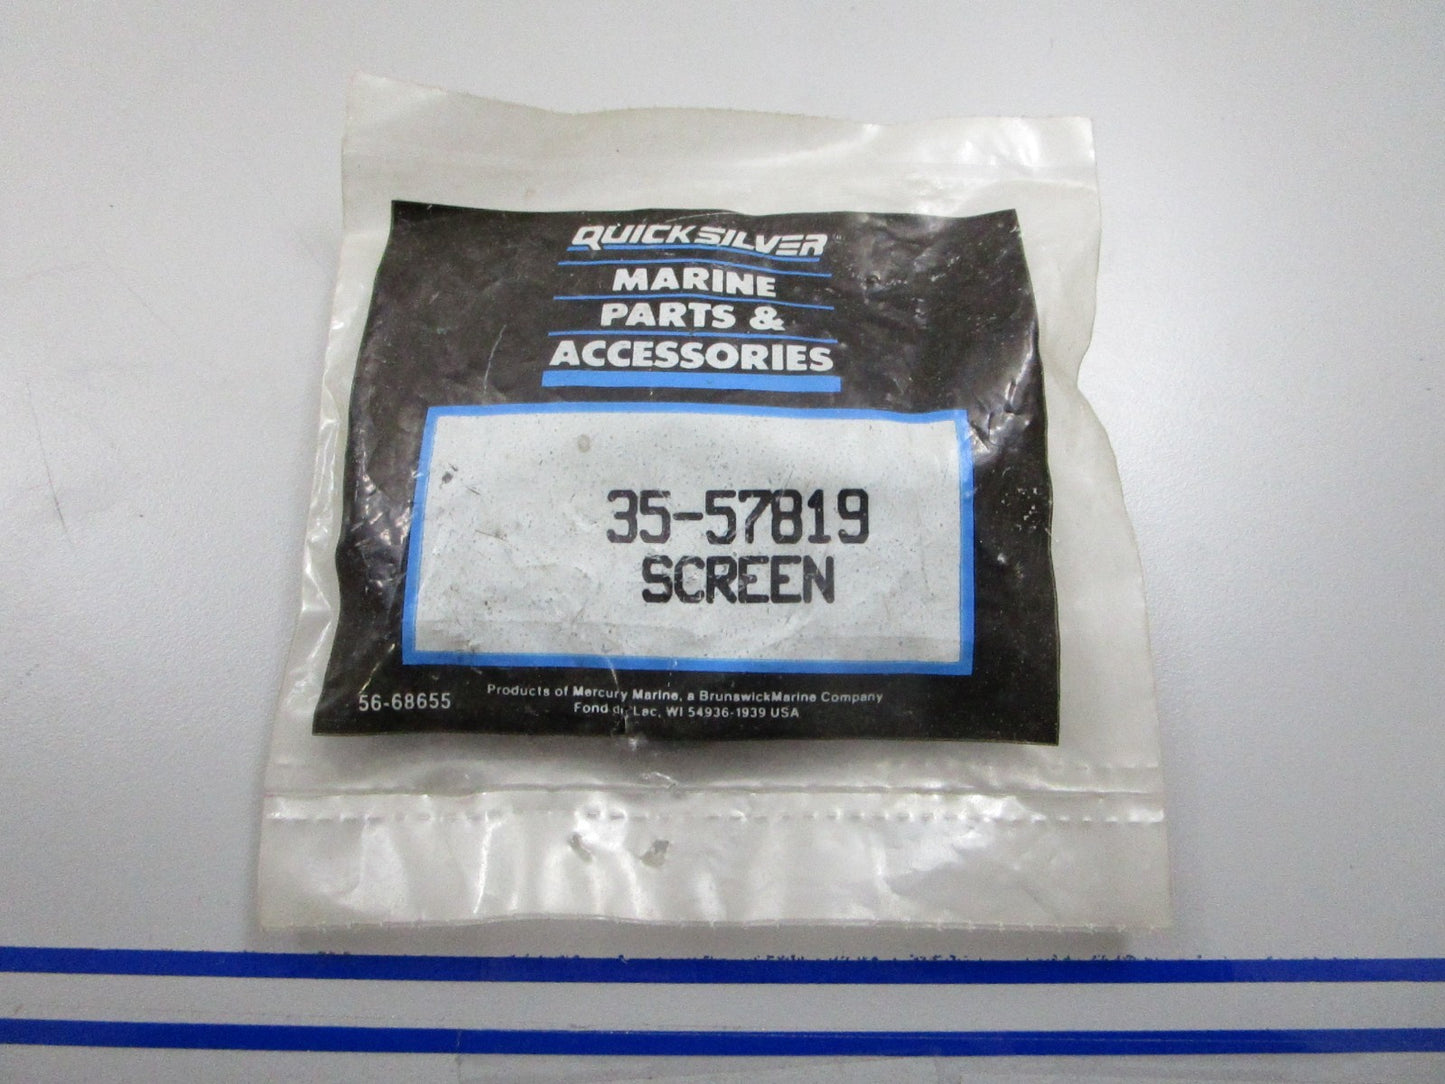 QUICKSILVER
MARINE
PARTS &
ACCESSORIES
35-57819
SCREEN
56-68655
Products of Mercury Marine, a BrunswickMarine Company
Fond Lac, WI 54936-1939 USA